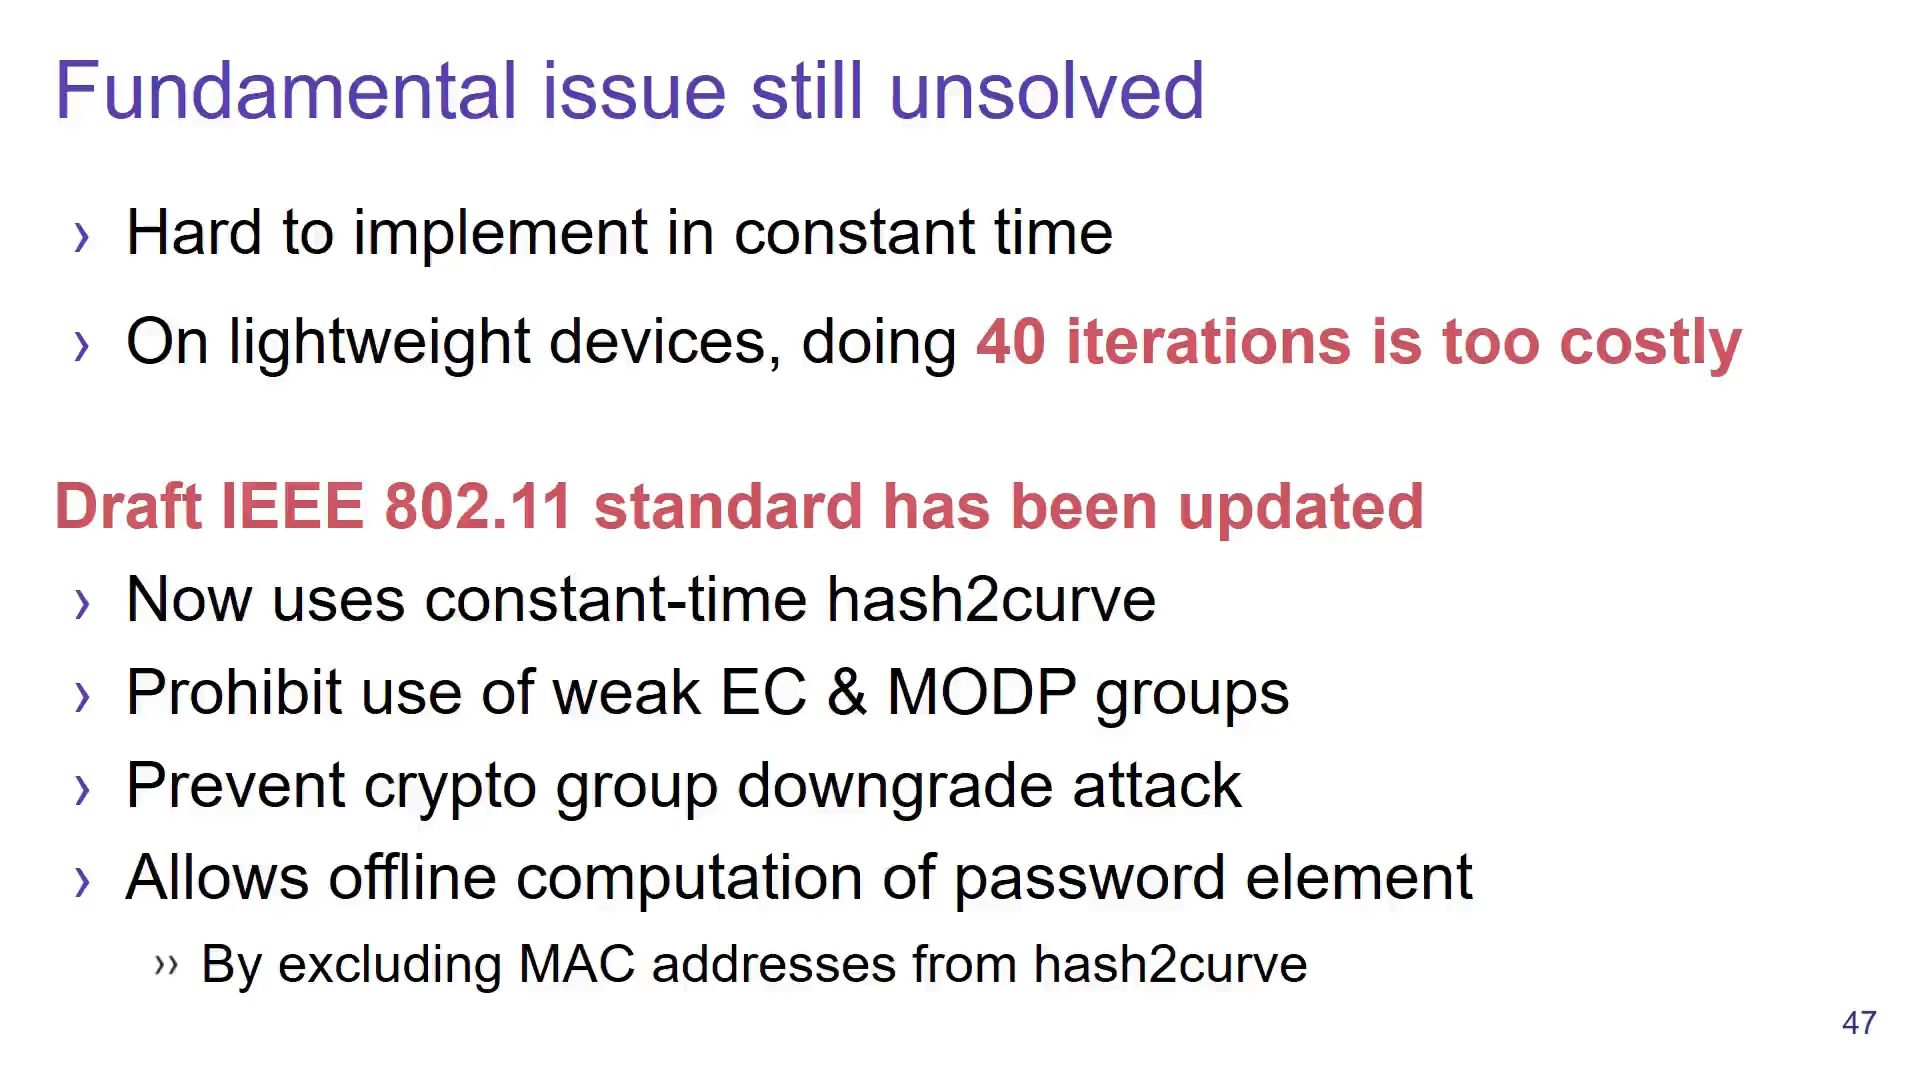 Fundamental issue still unsolved
› Hard to implement in constant time
› On lightweight devices, doing 40 iterations is too costly
Draft IEEE 802.11 standard has been updated
› Now uses constant-time hash2curve
› Prohibit use of weak EC & MODP groups
› Prevent crypto group downgrade attack
› Allows offline computation of password element
›› By excluding MAC addresses from hash2curve
47